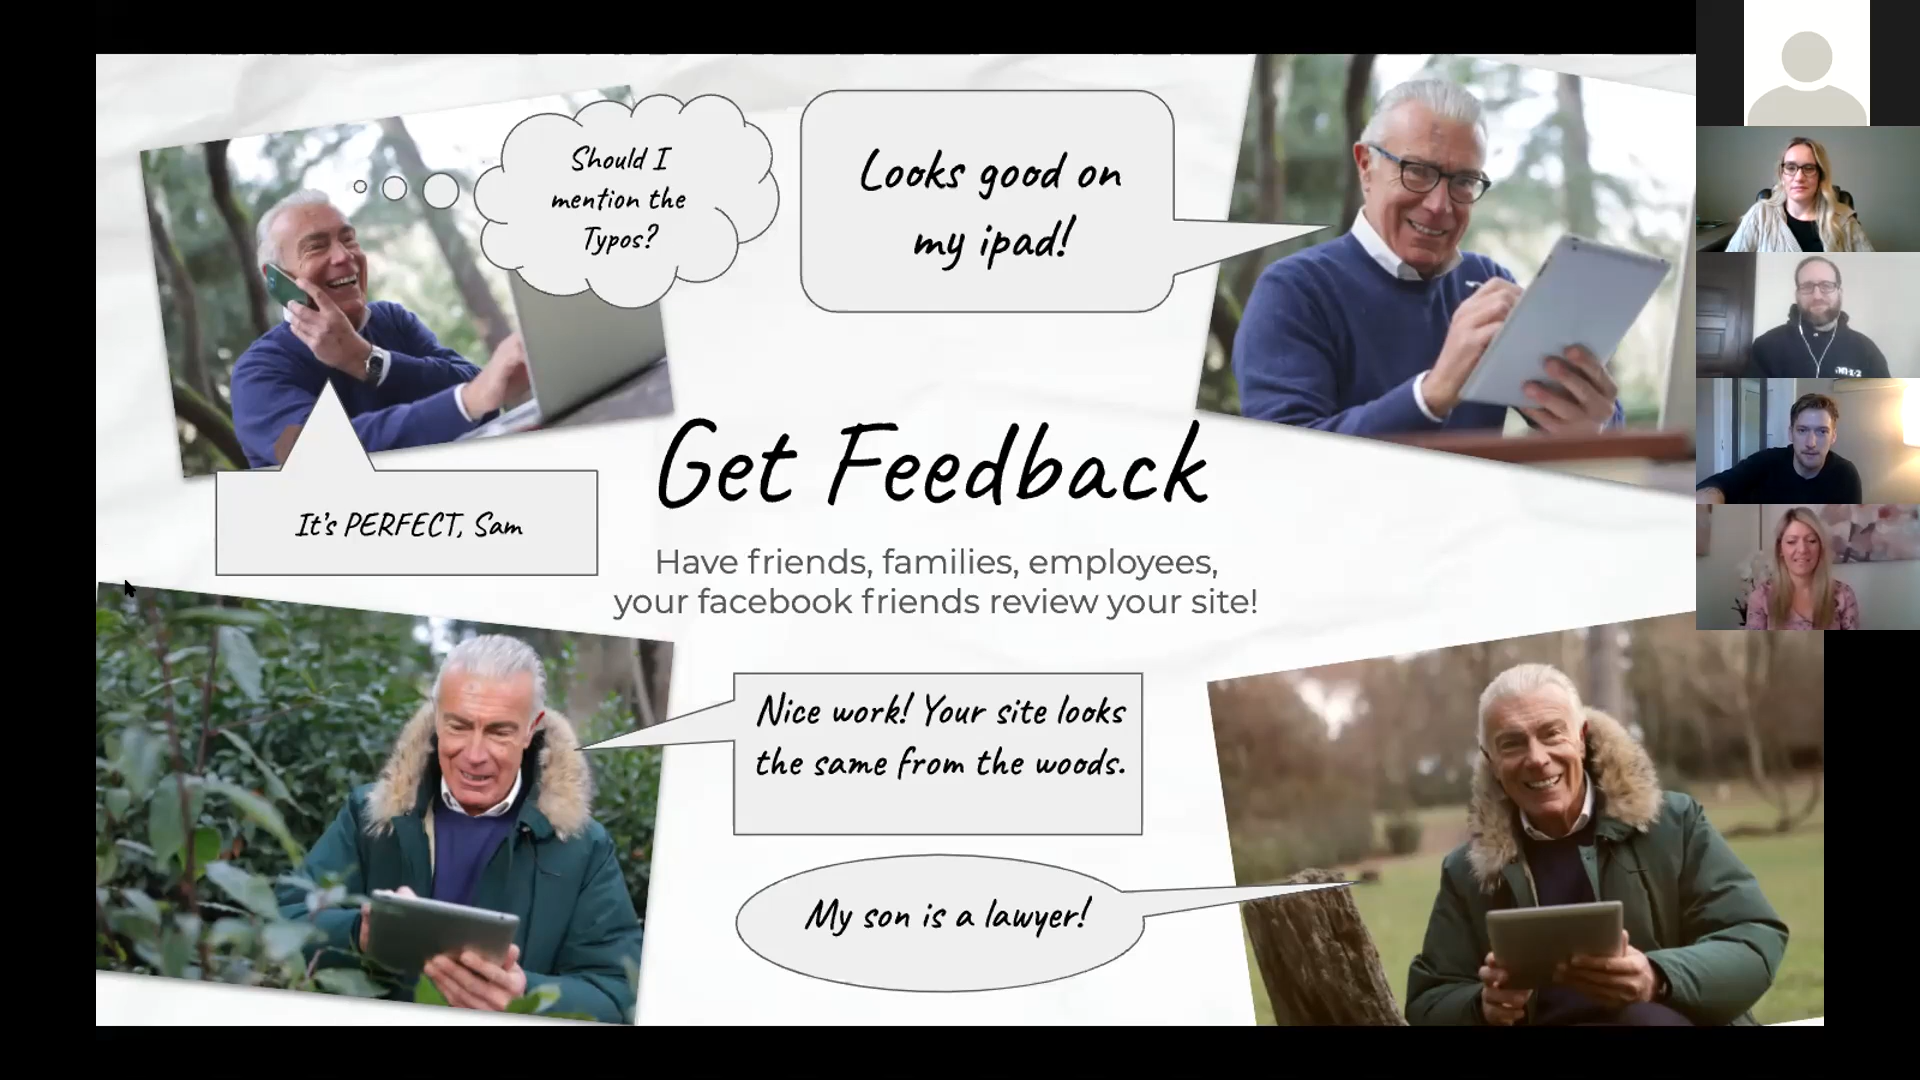 Should I
mention the
Typos?
Looks good on
my ipad!
It's PERFECT, Sam
Get Feedback
Have friends, families, employees,
your facebook friends review your site!
Nice work! Your site looks
the same from the woods.
My son is a lawyer!